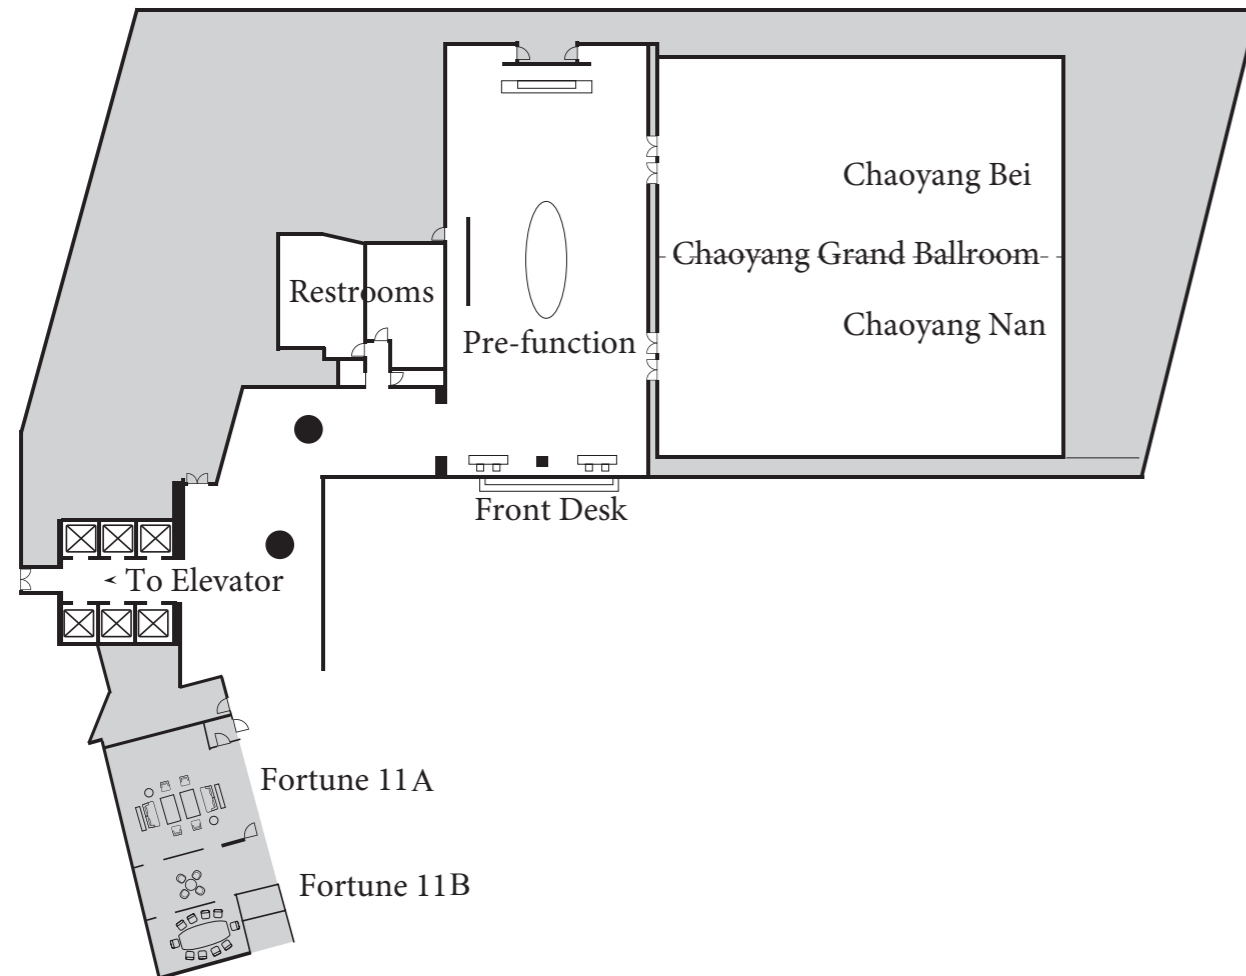 Chaoyang Bei
Chaoyang Grand Ballroom
Restrooms
Chaoyang Nan
Pre-function
Front Desk
To Elevator
Fortune 11A
Fortune 11B